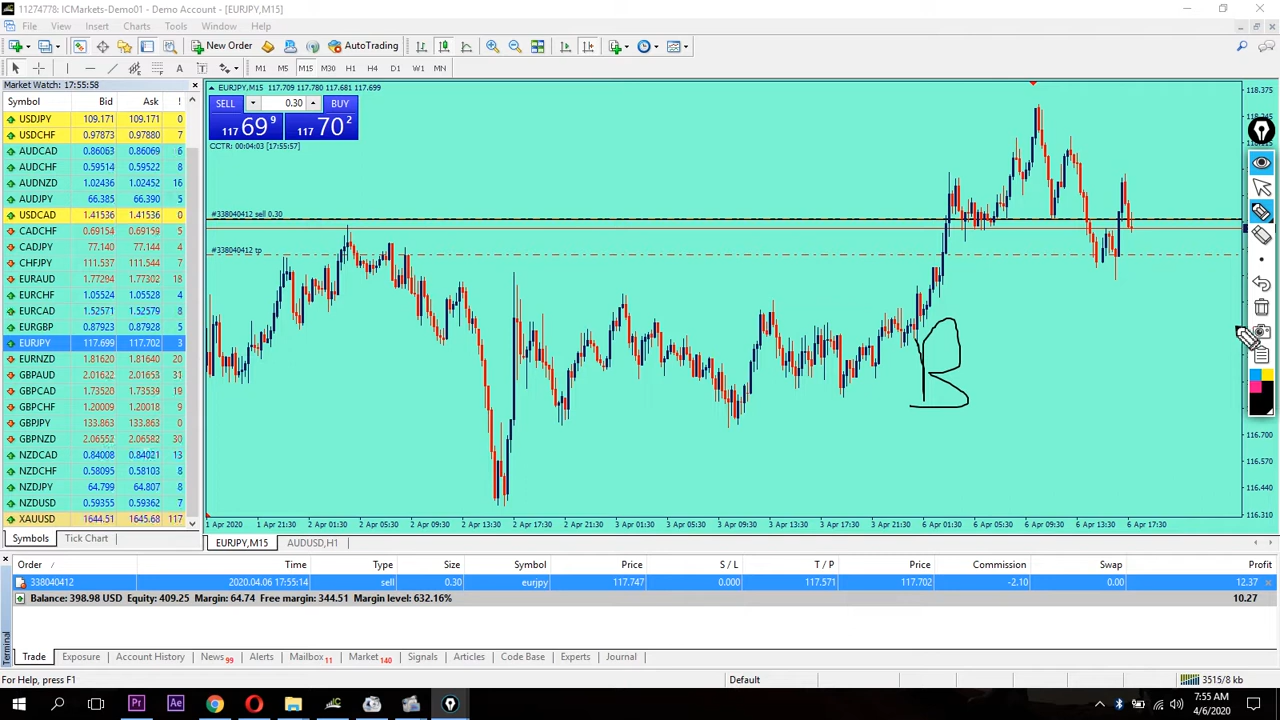 11274778: ICMarkets-Demo01 - Demo Account - [EURJPY,M15]
File View Insert Charts Tools Window Help
New Order AutoTrading
A T M1 M5 M15 M30 H1 H4 D1 W1 MN
Market Watch: 17:55:58
Symbol Bid Ask !
USDJPY 109.171 109.171 0
USDCHF 0.97873 0.97880 7
AUDCAD 0.86063 0.86069 6
AUDCHF 0.59514 0.59522 8
AUDNZD 1.02436 1.02452 16
AUDJPY 66.385 66.390 5
USDCAD 1.41536 1.41536 0
CADCHF 0.69154 0.69159 5
CADJPY 77.140 77.144 4
CHFJPY 111.537 111.544 7
EURAUD 1.77294 1.77302 18
EURCHF 1.05524 1.05528 4
EURCAD 1.52571 1.52579 8
EURGBP 0.87923 0.87928 5
EURJPY 117.699 117.702 3
EURNZD 1.81620 1.81640 20
GBPAUD 2.01622 2.01653 31
GBPCAD 1.73520 1.73539 19
GBPCHF 1.20009 1.20018 9
GBPJPY 133.863 133.863 0
GBPNZD 2.06552 2.06582 30
NZDCAD 0.84008 0.84021 13
NZDCHF 0.58095 0.58103 8
NZDJPY 64.799 64.807 8
NZDUSD 0.59355 0.59362 7
XAUUSD 1644.51 1645.68 117
Symbols Tick Chart
EURJPY,M15 117.709 117.780 117.681 117.699
SELL 0.30 BUY
117 69 9 117 70 2
CCTR: 00:04:03 [17:55:57]
#338040412 sell 0.30
#338040412 tp
B
118.375
116.700
116.570
116.440
116.310
1 Apr 2020 1 Apr 21:30 2 Apr 01:30 2 Apr 05:30 2 Apr 09:30 2 Apr 13:30 2 Apr 17:30 2 Apr 21:30 3 Apr 01:30 3 Apr 05:30 3 Apr 09:30 3 Apr 13:30 3 Apr 17:30 3 Apr 21:30 6 Apr 01:30 6 Apr 05:30 6 Apr 09:30 6 Apr 13:30 6 Apr 17:30
EURJPY,M15 AUDUSD,H1
Order / Time Type Size Symbol Price S / L T / P Price Commission Swap Profit
338040412 2020.04.06 17:55:14 sell 0.30 eurjpy 117.747 0.000 117.571 117.702 -2.10 0.00 12.37
Balance: 398.98 USD Equity: 409.25 Margin: 64.74 Free margin: 344.51 Margin level: 632.16% 10.27
Terminal
Trade Exposure Account History News 99 Alerts Mailbox 11 Market 140 Signals Articles Code Base Experts Journal
For Help, press F1 Default 3515/8 kb
Pr Ae
7:55 AM
4/6/2020